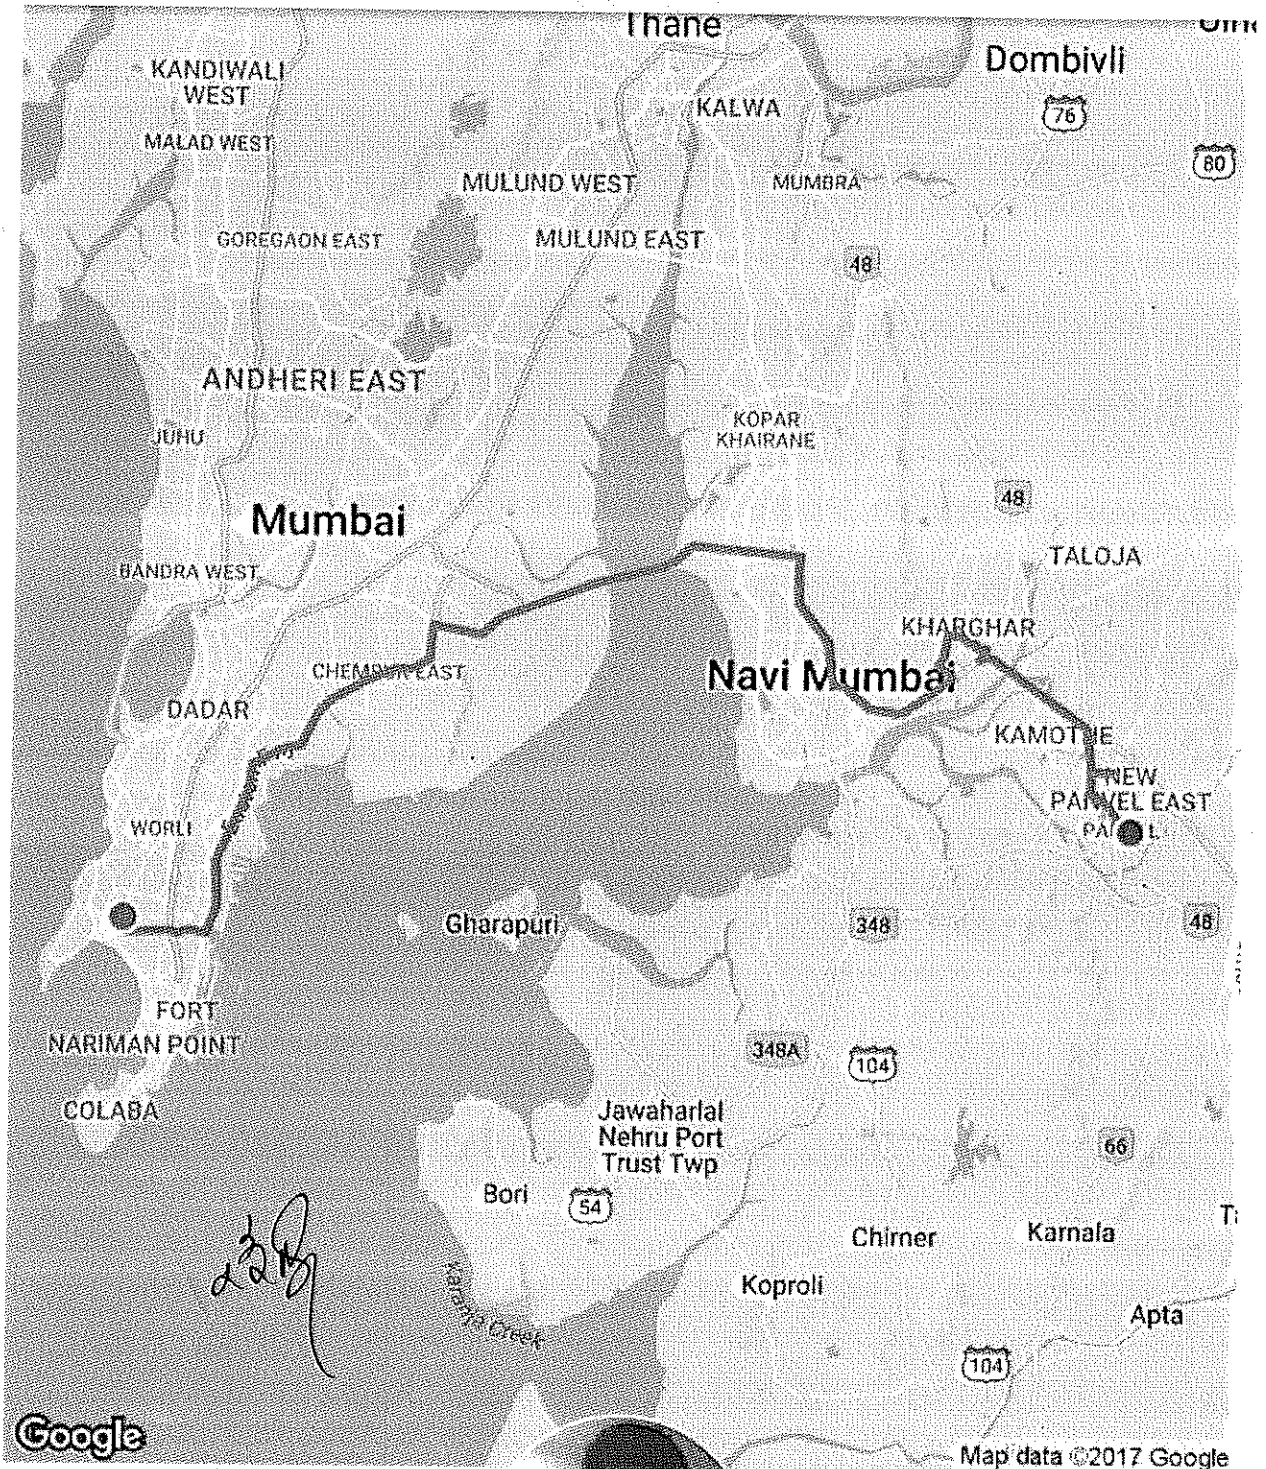 Thane
Dombivli
KANDIWALI
WEST
KALWA
76
MALAD WEST
80
MULUND WEST
MUMBRA
GOREGAON EAST
MULUND EAST
48
ANDHERI EAST
JUHU
KOPAR
KHAIRANE
48
Mumbai
TALOJA
BANDRA WEST
KHARGHAR
CHEMBUR EAST
Navi Mumbai
DADAR
KAMOTHE
NEW
PANVEL EAST
WORLI
Gharapuri
348
48
FORT
NARIMAN POINT
348A
104
COLABA
Jawaharlal
Nehru Port
Trust Twp
66
Bori
54
Chirner
Karnala
Koproli
Karanja Creek
Apta
104
Google
Map data ©2017 Google